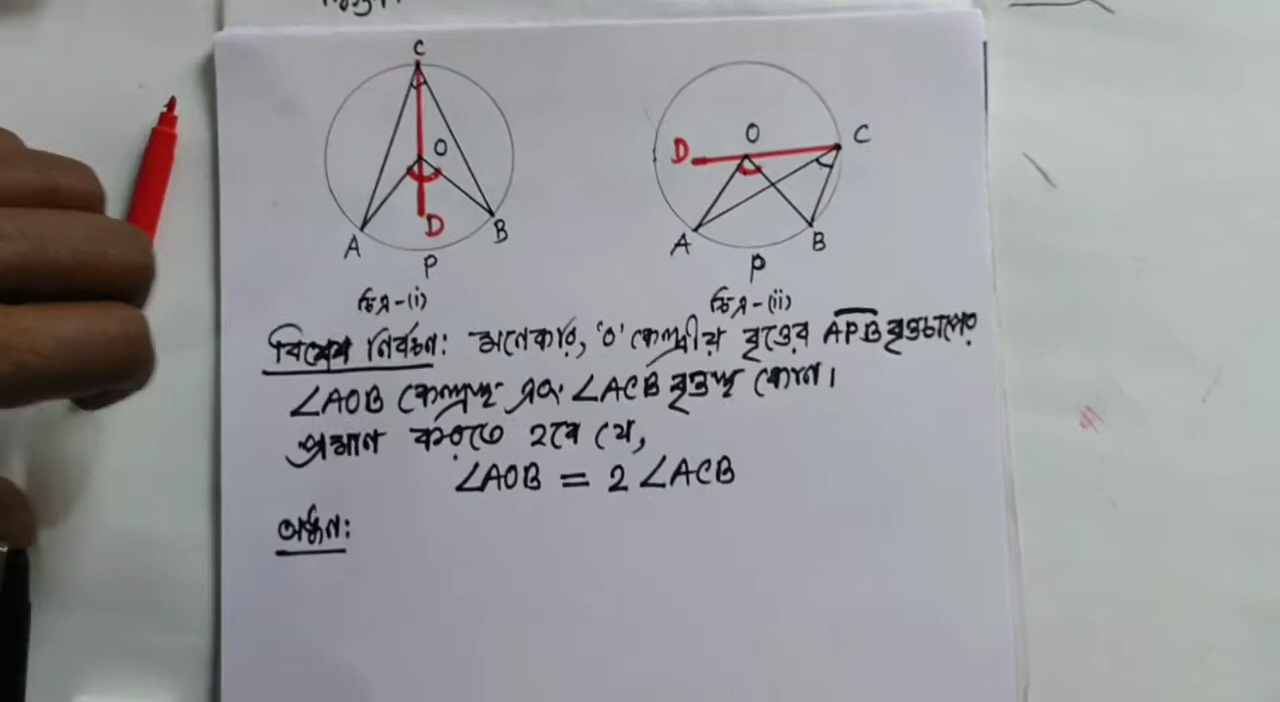 C
O
A
D
B
P
চিত্র-(i)
O
C
D
A
B
P
চিত্র-(ii)
বিশেষ নির্বচন: মনেকরি, 'O' কেন্দ্রীয় বৃত্তের APB বৃত্তচাপের
∠AOB কেন্দ্রস্থ এবং ∠ACB বৃত্তস্থ কোণ।
প্রমাণ করতে হবে যে,
∠AOB = 2 ∠ACB
অঙ্কন: